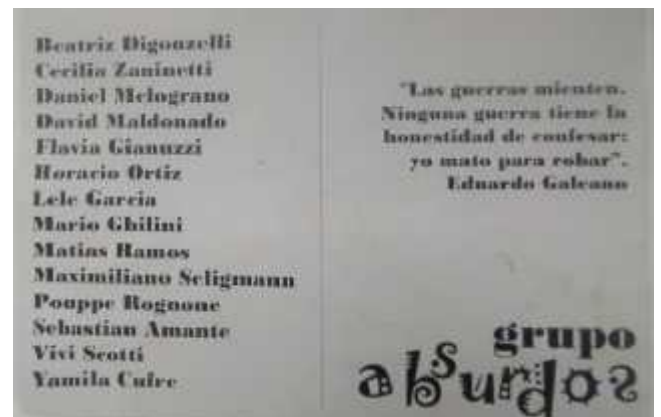 Beatriz Digonzelli
Cecilia Zaninetti
Daniel Melograno
David Maldonado
Flavia Gianuzzi
Horacio Ortiz
Lele Garcia
Mario Ghilini
Matias Ramos
Maximiliano Seligmann
Pouppe Rognone
Sebastian Amante
Vivi Scotti
Yamila Cufre
"Las guerras mienten.
Ninguna guerra tiene la
honestidad de confesar:
yo mato para robar".
Eduardo Galeano
grupo
absurdos